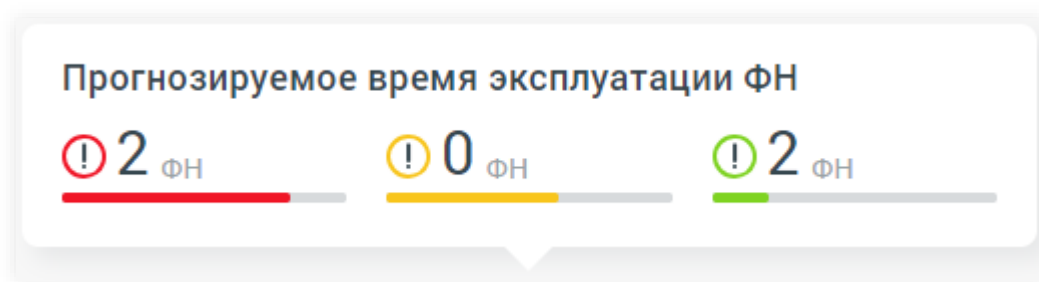 Прогнозируемое время эксплуатации ФН
! 2 ФН ! 0 ФН ! 2 ФН